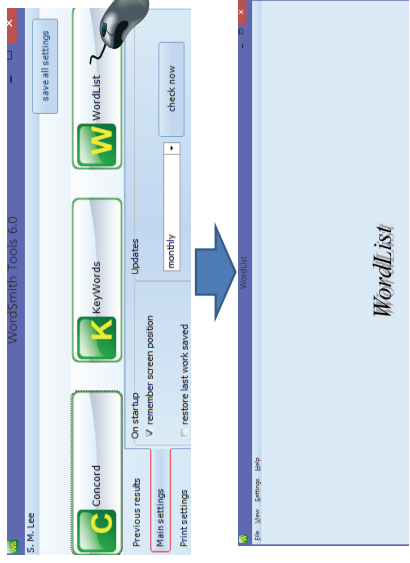 WordSmith Tools 6.0
S. M. Lee
save all settings
C Concord
K KeyWords
W WordList
Previous results
Main settings
Print settings
On startup
remember screen position
restore last work saved
Updates
monthly
check now
WordList
File View Settings Help
WordList